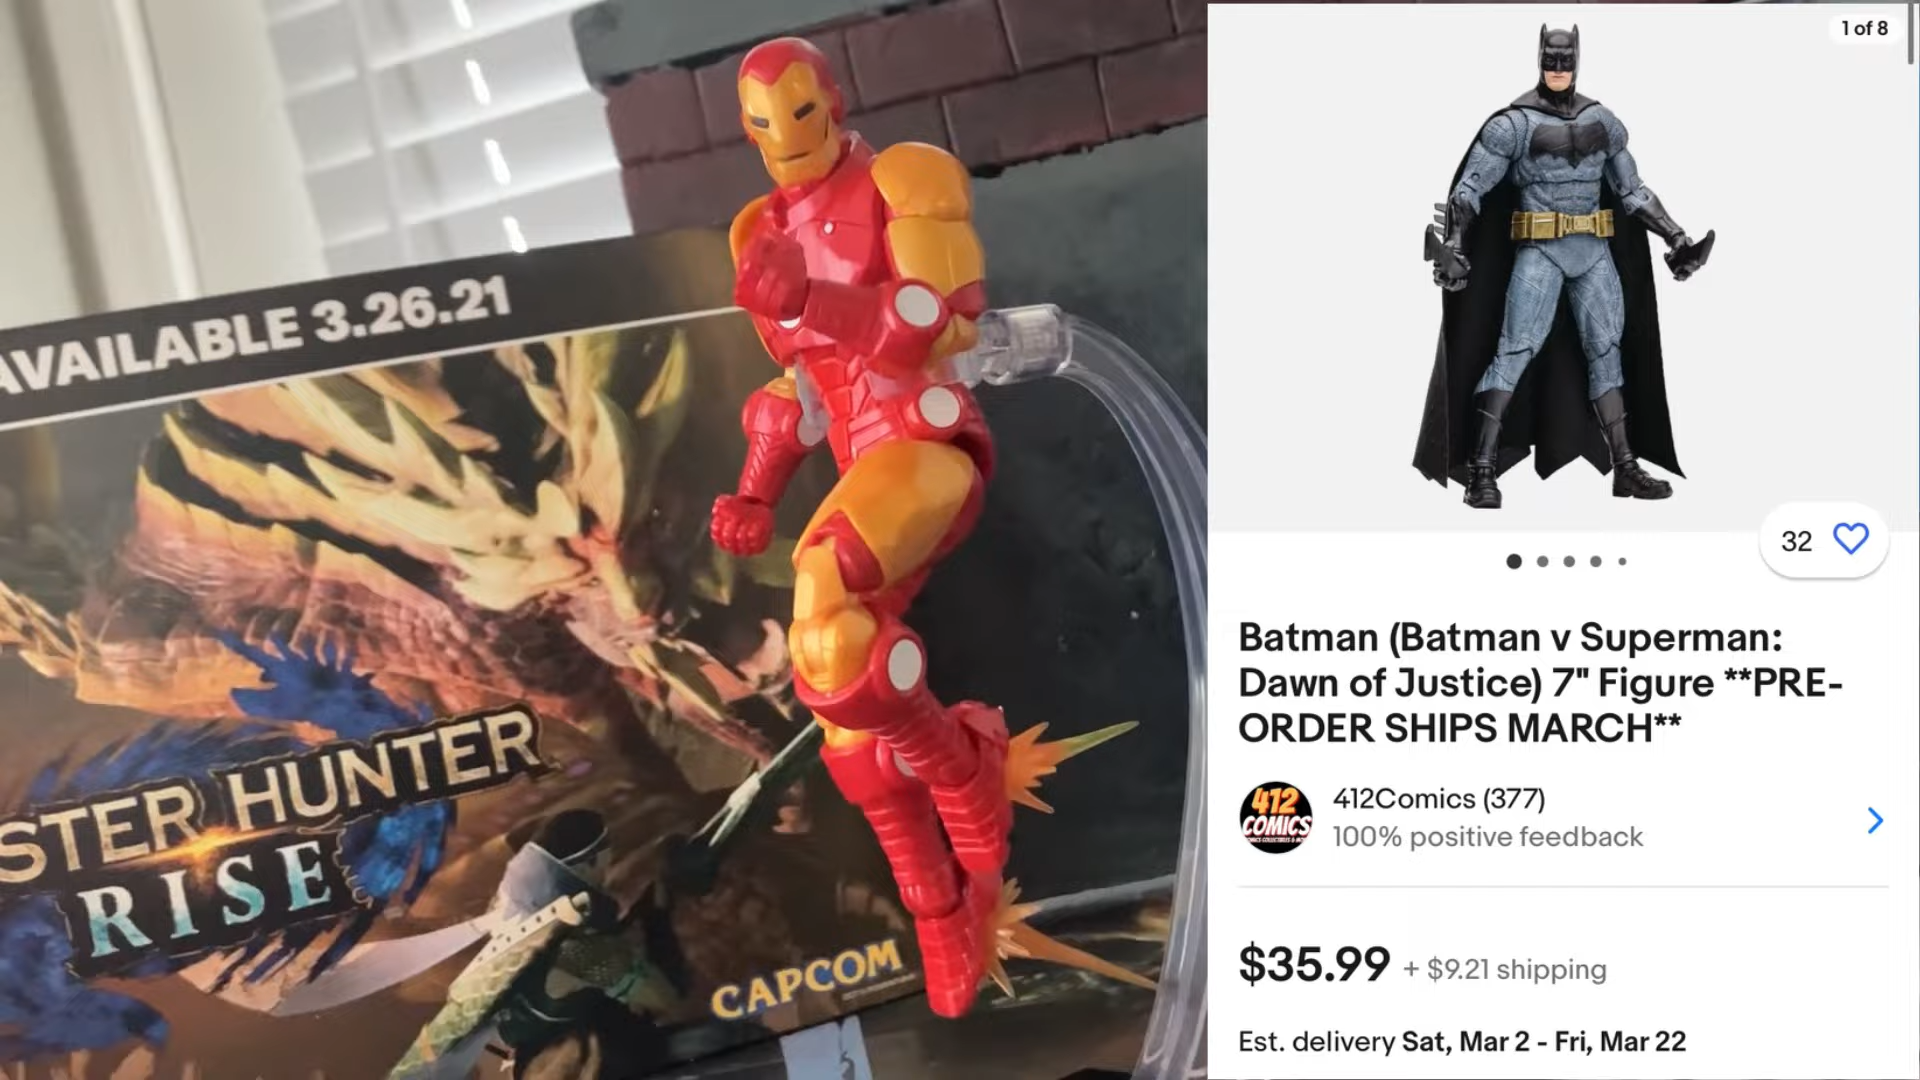 AVAILABLE 3.26.21
STER HUNTER
RISE
CAPCOM
1 of 8
32
Batman (Batman v Superman:
Dawn of Justice) 7" Figure **PRE-
ORDER SHIPS MARCH**
412
COMICS
412Comics (377)
100% positive feedback
$35.99 + $9.21 shipping
Est. delivery Sat, Mar 2 - Fri, Mar 22